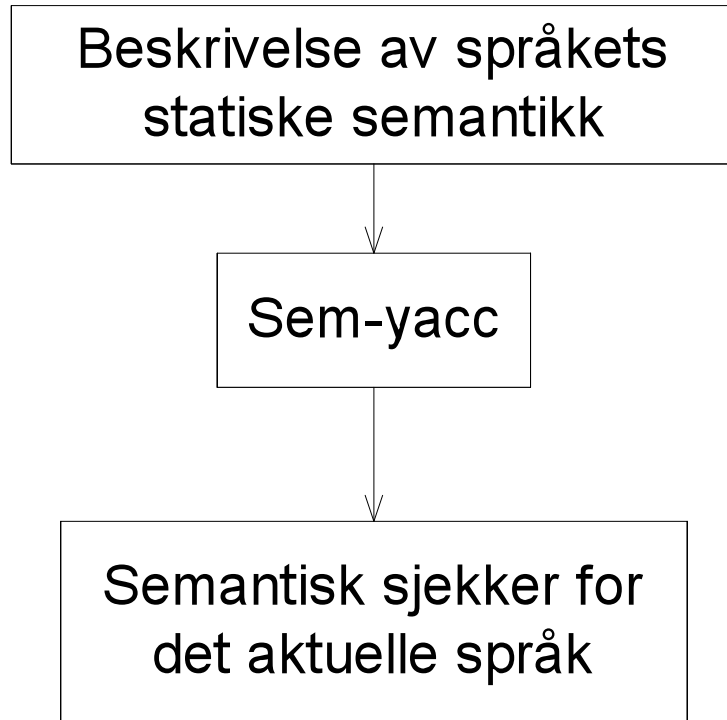 Beskrivelse av språkets
statiske semantikk
Sem-yacc
Semantisk sjekker for
det aktuelle språk